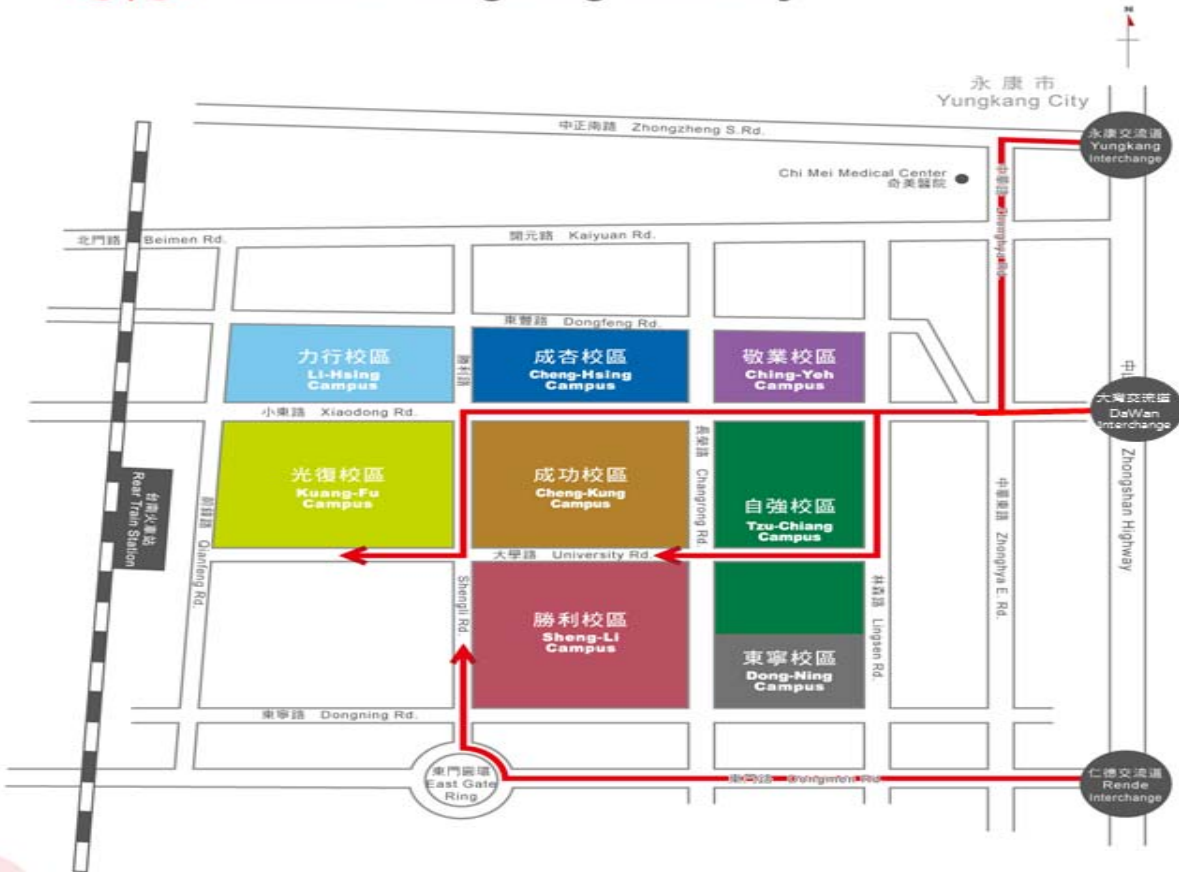 永康市
Yungkang City
中正南路 Zhongzheng S.Rd.
永康交流道
Yungkang
Interchange
Chi Mei Medical Center
奇美醫院
北門路 Beimen Rd.
開元路 Kaiyuan Rd.
東豐路 Dongfeng Rd.
力行校區
Li-Hsing
Campus
勝利路
成杏校區
Cheng-Hsing
Campus
敬業校區
Ching-Yeh
Campus
小東路 Xiaodong Rd.
大灣交流道
DaWan
Interchange
光復校區
Kuang-Fu
Campus
成功校區
Cheng-Kung
Campus
長榮路 Changrong Rd.
自強校區
Tzu-Chiang
Campus
中華東路 Zhonghya E. Rd.
Zhongshan Highway
台南火車站
Rear Train Station
前鋒路 Qianfeng Rd.
大學路 University Rd.
Shengli Rd.
勝利校區
Sheng-Li
Campus
林森路 Lingsen Rd.
東寧校區
Dong-Ning
Campus
東寧路 Dongning Rd.
東門圓環
East Gate
Ring
東門路 Dongmen Rd
仁德交流道
Rende
Interchange
N